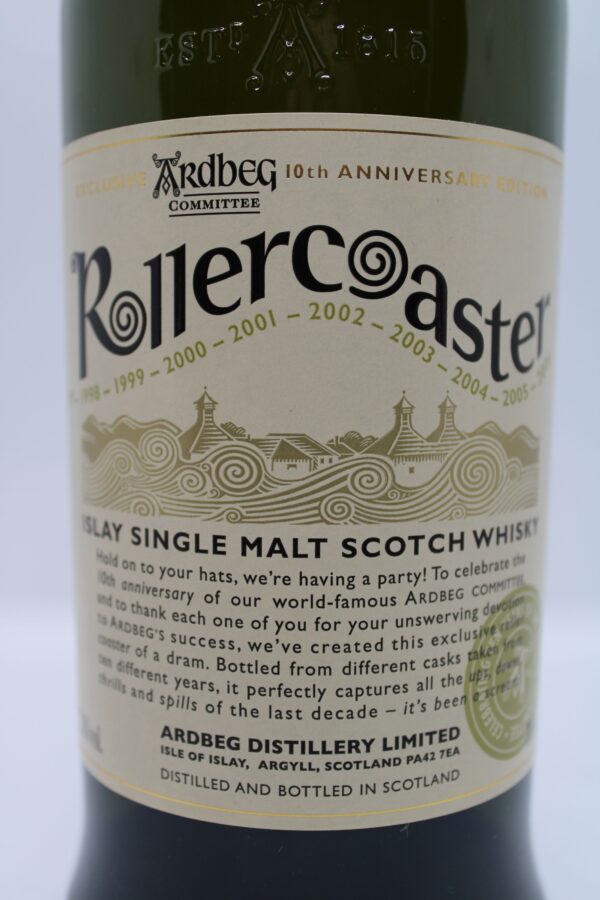 ESTD 1815
EXCLUSIVE ARDBEG 10th ANNIVERSARY EDITION
COMMITTEE
Rollercoaster
1998 – 1999 – 2000 – 2001 – 2002 – 2003 – 2004 – 2005 –
ISLAY SINGLE MALT SCOTCH WHISKY
Hold on to your hats, we're having a party! To celebrate the
10th anniversary of our world-famous ARDBEG COMMITTEE,
and to thank each one of you for your unswerving devotion
to ARDBEG'S success, we've created this exclusive roller
coaster of a dram. Bottled from different casks taken from
ten different years, it perfectly captures all the ups, downs,
thrills and spills of the last decade – it's been a scream!
ARDBEG DISTILLERY LIMITED
ISLE OF ISLAY, ARGYLL, SCOTLAND PA42 7EA
DISTILLED AND BOTTLED IN SCOTLAND